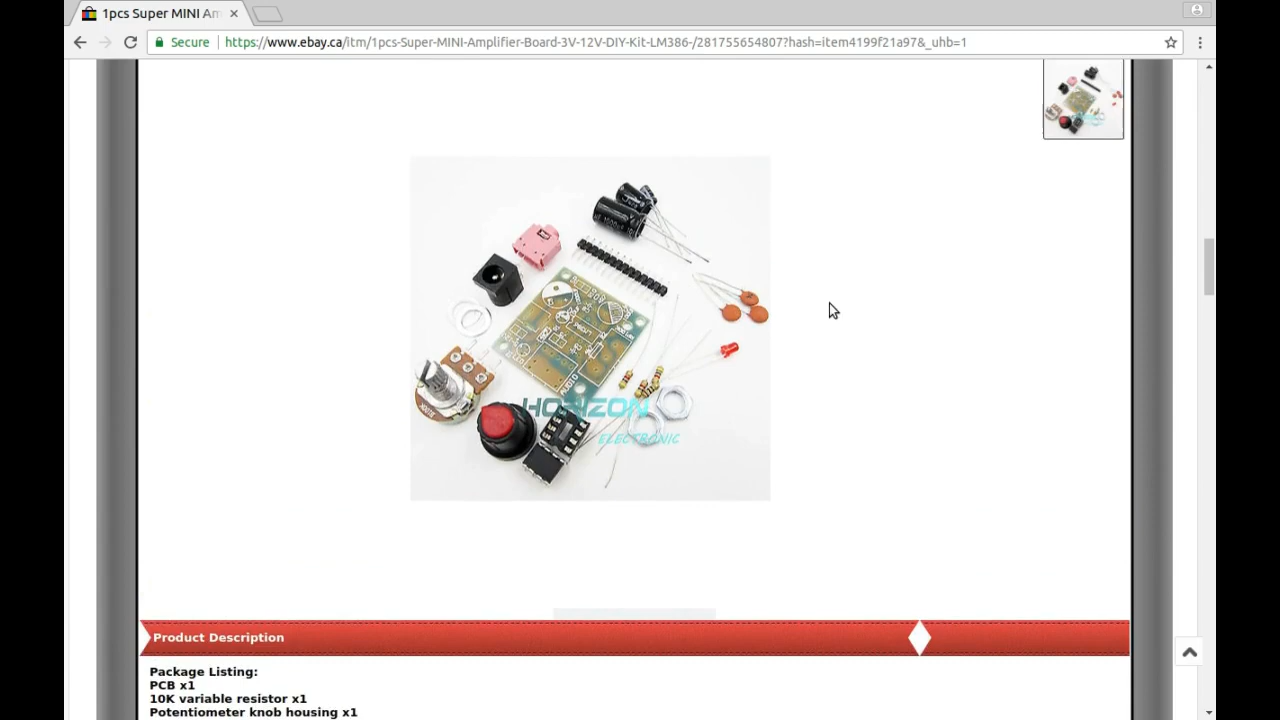 1pcs Super MINI Am
Secure
https://www.ebay.ca/itm/1pcs-Super-MINI-Amplifier-Board-3V-12V-DIY-Kit-LM386-/281755654807?hash=item4199f21a97&_uhb=1
AUDIO
HORIZON
ELECTRONIC
Product Description
Package Listing:
PCB x1
10K variable resistor x1
Potentiometer knob housing x1